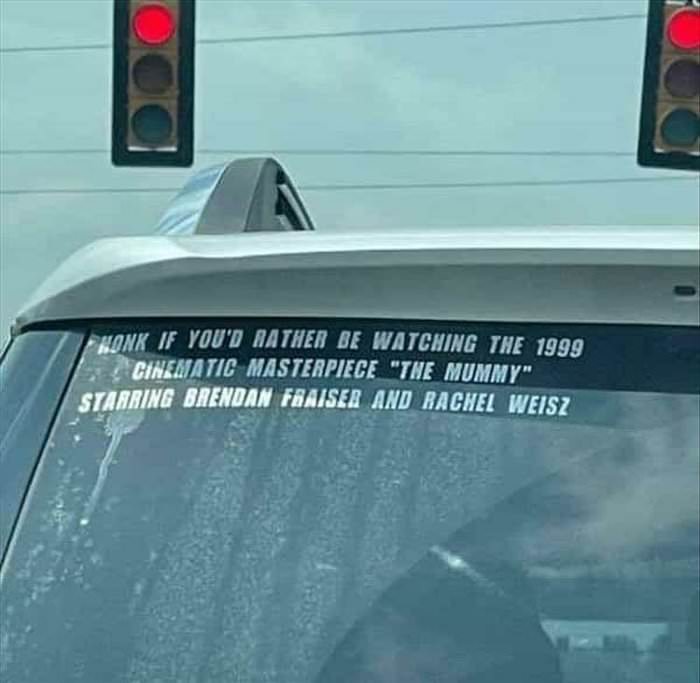 HONK IF YOU'D RATHER BE WATCHING THE 1999
CINEMATIC MASTERPIECE "THE MUMMY"
STARRING BRENDAN FRAISER AND RACHEL WEISZ